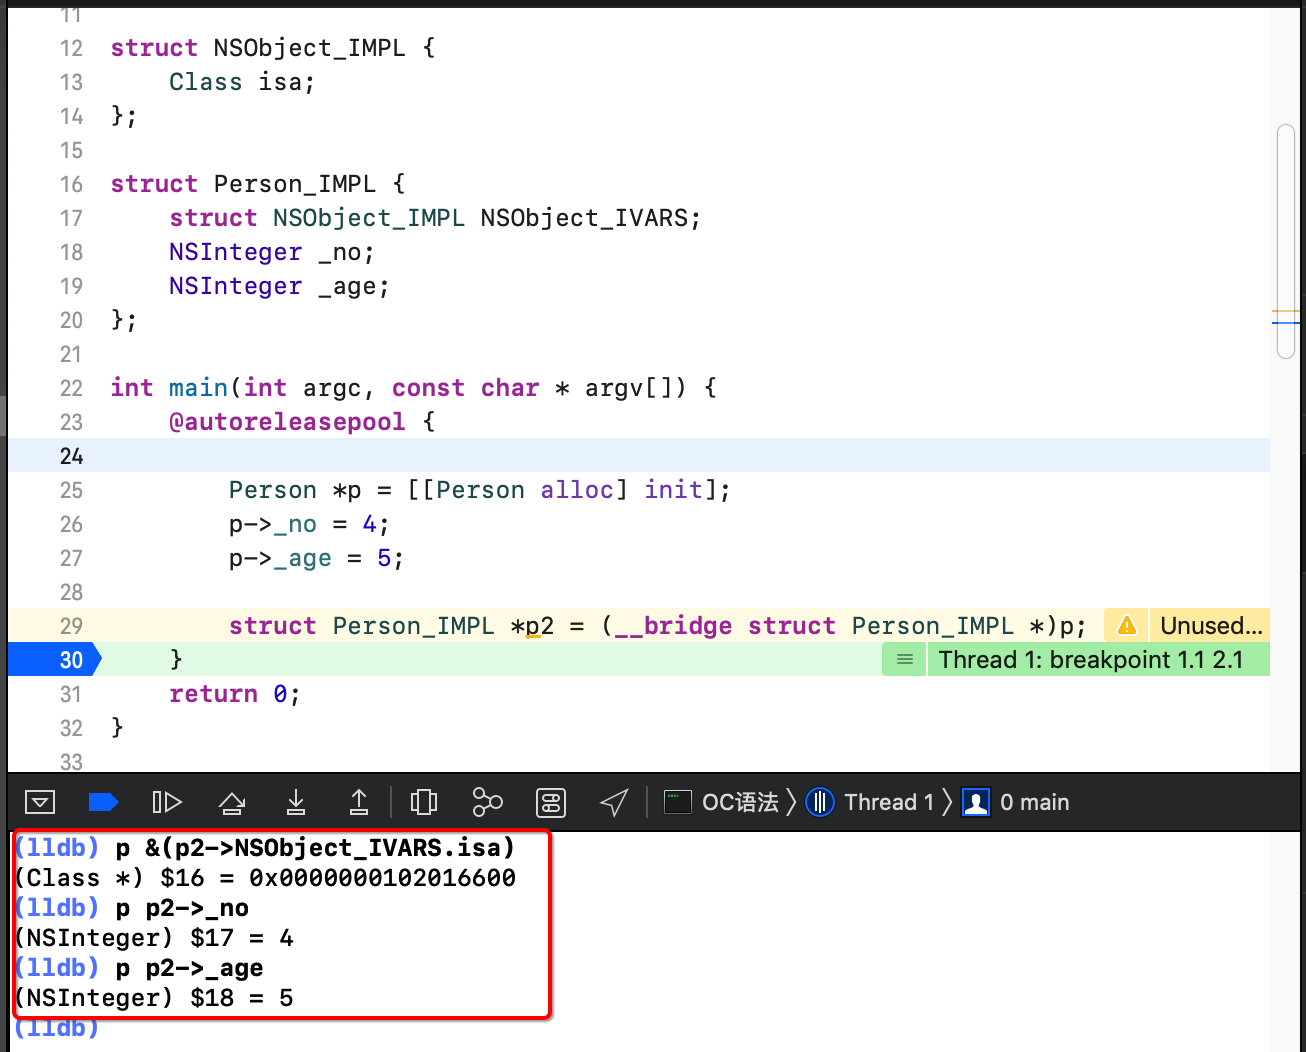 11
12 struct NSObject_IMPL {
13     Class isa;
14 };
15
16 struct Person_IMPL {
17     struct NSObject_IMPL NSObject_IVARS;
18     NSInteger _no;
19     NSInteger _age;
20 };
21
22 int main(int argc, const char * argv[]) {
23     @autoreleasepool {
24
25         Person *p = [[Person alloc] init];
26         p->_no = 4;
27         p->_age = 5;
28
29         struct Person_IMPL *p2 = (__bridge struct Person_IMPL *)p; Unused...
30     } Thread 1: breakpoint 1.1 2.1
31     return 0;
32 }
33
OC语法 Thread 1 0 main
(lldb) p &(p2->NSObject_IVARS.isa)
(Class *) $16 = 0x0000000102016600
(lldb) p p2->_no
(NSInteger) $17 = 4
(lldb) p p2->_age
(NSInteger) $18 = 5
(lldb)